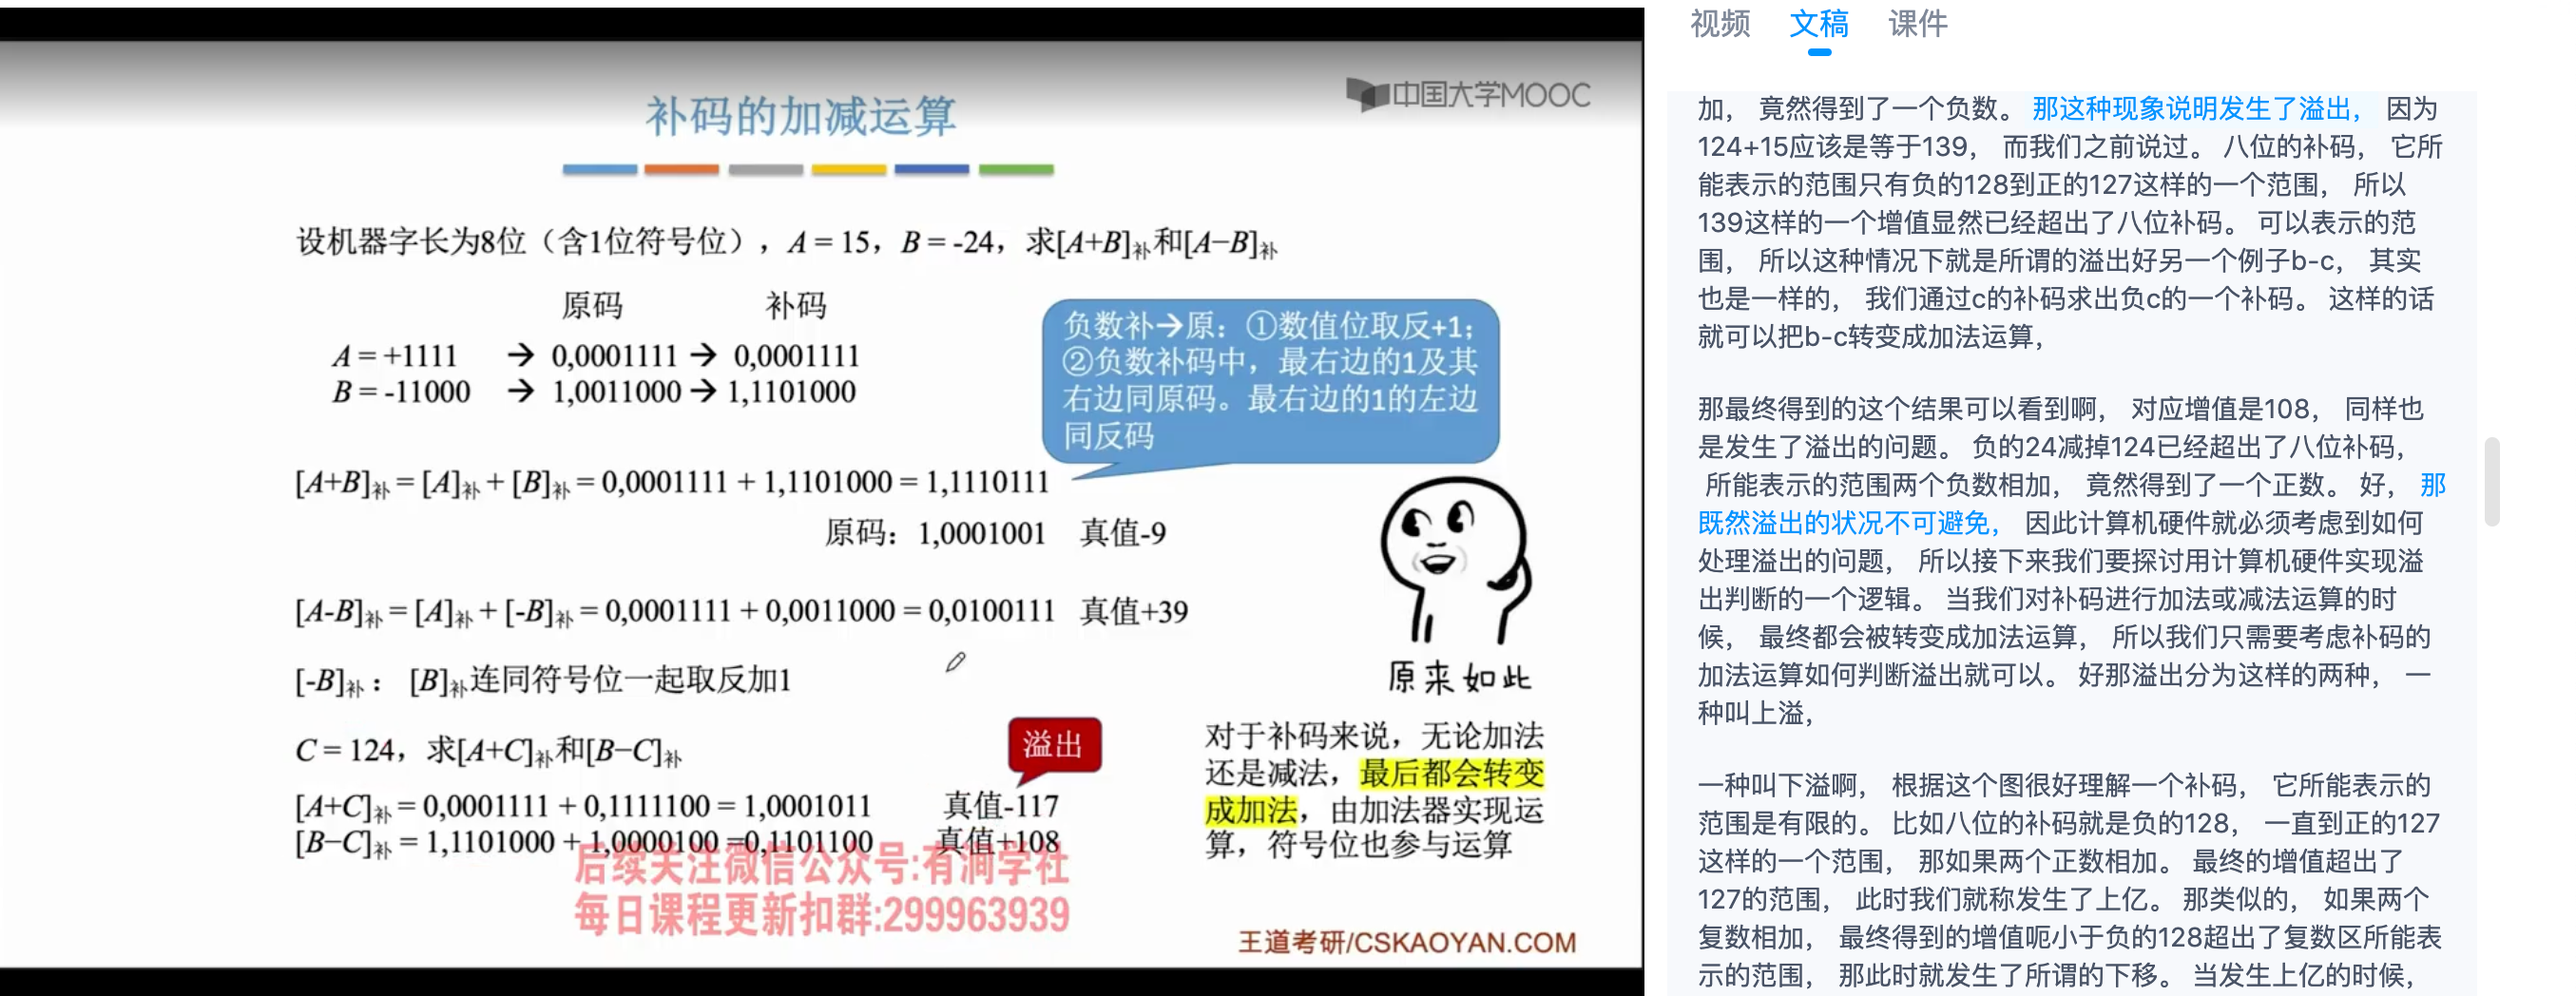 中国大学MOOC
补码的加减运算
设机器字长为8位（含1位符号位），A = 15，B = -24，求[A+B]补和[A−B]补
原码 补码
A = +1111 → 0,0001111 → 0,0001111
B = -11000 → 1,0011000 → 1,1101000
负数补→原：①数值位取反+1；
②负数补码中，最右边的1及其
右边同原码。最右边的1的左边
同反码
[A+B]补 = [A]补 + [B]补 = 0,0001111 + 1,1101000 = 1,1110111
原码：1,0001001 真值-9
[A-B]补 = [A]补 + [-B]补 = 0,0001111 + 0,0011000 = 0,0100111 真值+39
[-B]补： [B]补连同符号位一起取反加1
原来如此
C = 124，求[A+C]补和[B−C]补
溢出
[A+C]补 = 0,0001111 + 0,1111100 = 1,0001011 真值-117
[B−C]补 = 1,1101000 + 1,0000100 =0,1101100 真值+108
对于补码来说，无论加法
还是减法，最后都会转变
成加法，由加法器实现运
算，符号位也参与运算
后续关注微信公众号:有涧学社
每日课程更新扣群:299963939
王道考研/CSKAOYAN.COM
视频 文稿 课件
加， 竟然得到了一个负数。 那这种现象说明发生了溢出， 因为
124+15应该是等于139， 而我们之前说过。 八位的补码， 它所
能表示的范围只有负的128到正的127这样的一个范围， 所以
139这样的一个增值显然已经超出了八位补码。 可以表示的范
围， 所以这种情况下就是所谓的溢出好另一个例子b-c， 其实
也是一样的， 我们通过c的补码求出负c的一个补码。 这样的话
就可以把b-c转变成加法运算，
那最终得到的这个结果可以看到啊， 对应增值是108， 同样也
是发生了溢出的问题。 负的24减掉124已经超出了八位补码，
所能表示的范围两个负数相加， 竟然得到了一个正数。 好， 那
既然溢出的状况不可避免， 因此计算机硬件就必须考虑到如何
处理溢出的问题， 所以接下来我们要探讨用计算机硬件实现溢
出判断的一个逻辑。 当我们对补码进行加法或减法运算的时
候， 最终都会被转变成加法运算， 所以我们只需要考虑补码的
加法运算如何判断溢出就可以。 好那溢出分为这样的两种， 一
种叫上溢，
一种叫下溢啊， 根据这个图很好理解一个补码， 它所能表示的
范围是有限的。 比如八位的补码就是负的128， 一直到正的127
这样的一个范围， 那如果两个正数相加。 最终的增值超出了
127的范围， 此时我们就称发生了上亿。 那类似的， 如果两个
复数相加， 最终得到的增值呃小于负的128超出了复数区所能表
示的范围， 那此时就发生了所谓的下移。 当发生上亿的时候，